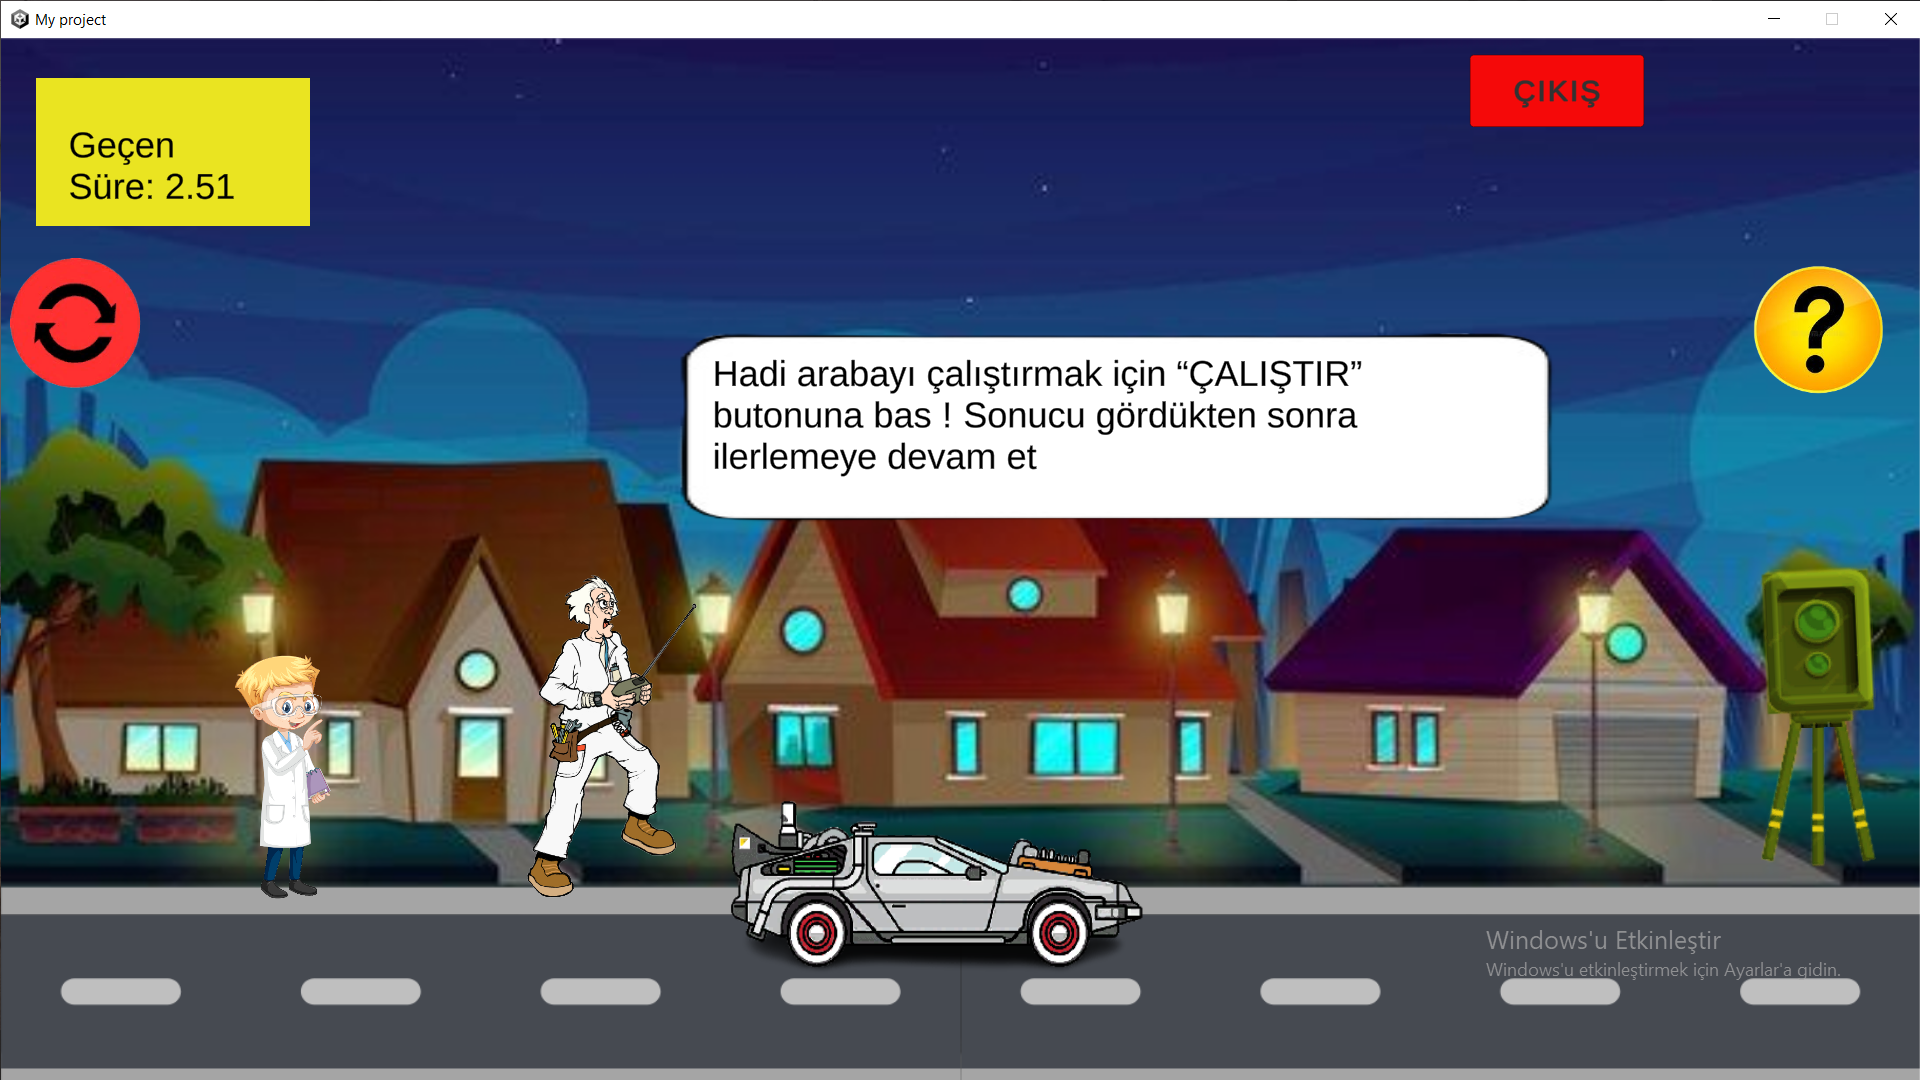 My project
ÇIKIŞ
Geçen
Süre: 2.51
Hadi arabayı çalıştırmak için “ÇALIŞTIR”
butonuna bas ! Sonucu gördükten sonra
ilerlemeye devam et
Windows'u Etkinleştir
Windows'u etkinleştirmek için Ayarlar'a gidin.